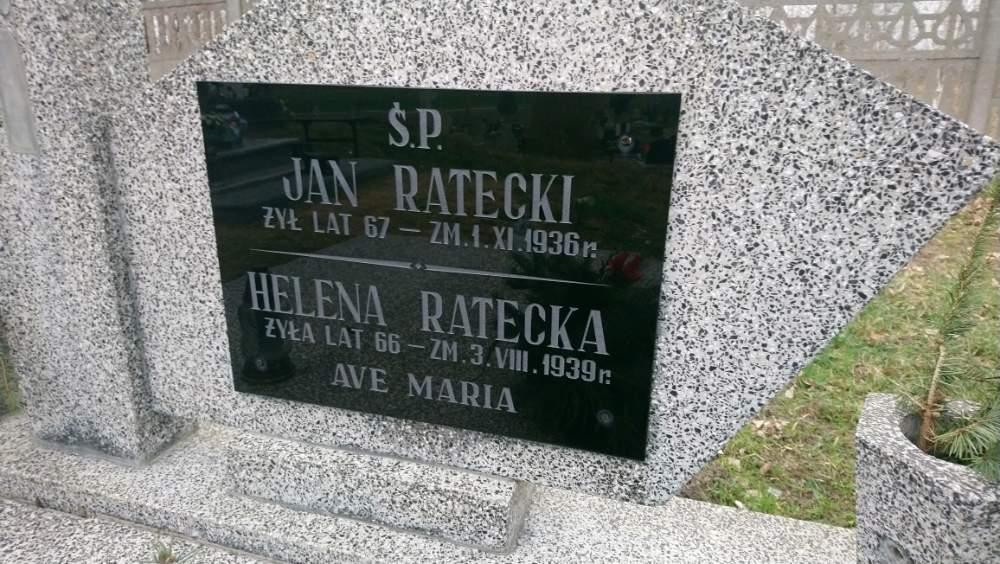 Ś.P.
JAN RATECKI
ŻYŁ LAT 67 – ZM. 1. XI. 1936 r.
HELENA RATECKA
ŻYŁA LAT 66 – ZM. 3. VIII. 1939 r.
AVE MARIA